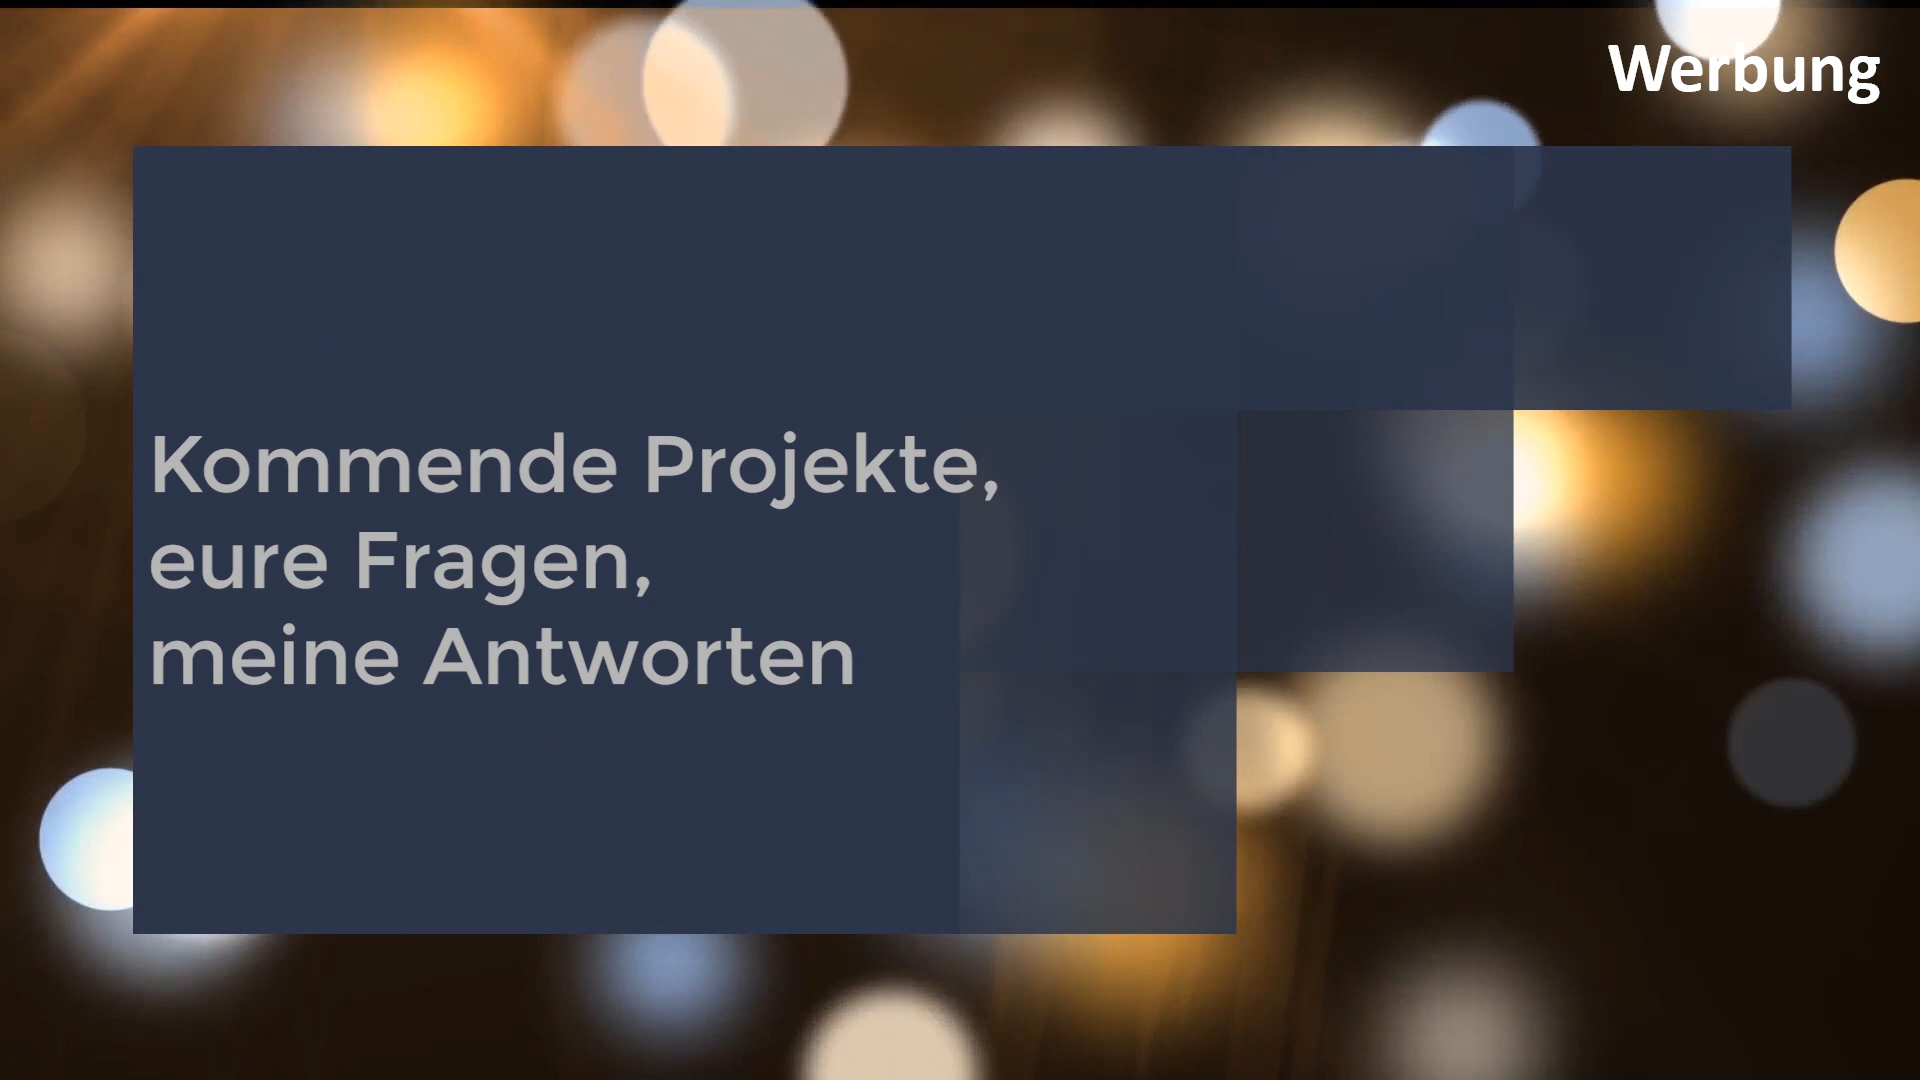 Werbung
Kommende Projekte,
eure Fragen,
meine Antworten